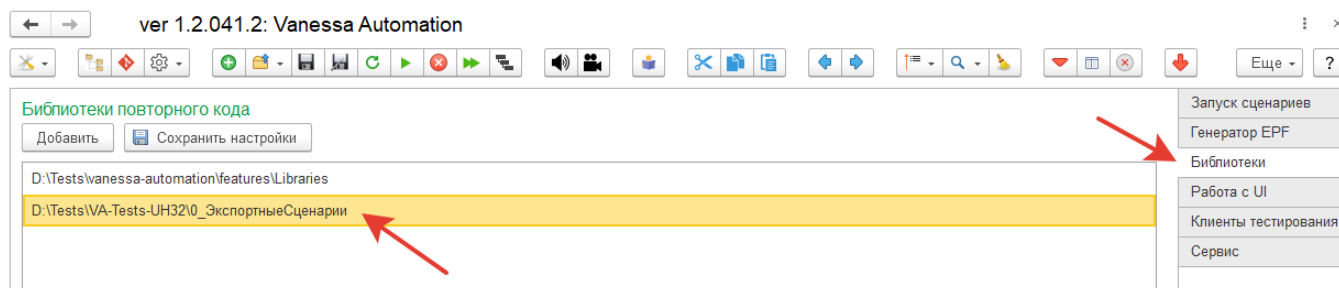 ver 1.2.041.2: Vanessa Automation
Еще
?
Библиотеки повторного кода
Добавить
Сохранить настройки
D:\Tests\vanessa-automation\features\Libraries
D:\Tests\VA-Tests-UH32\0_ЭкспортныеСценарии
Запуск сценариев
Генератор EPF
Библиотеки
Работа с UI
Клиенты тестирования
Сервис